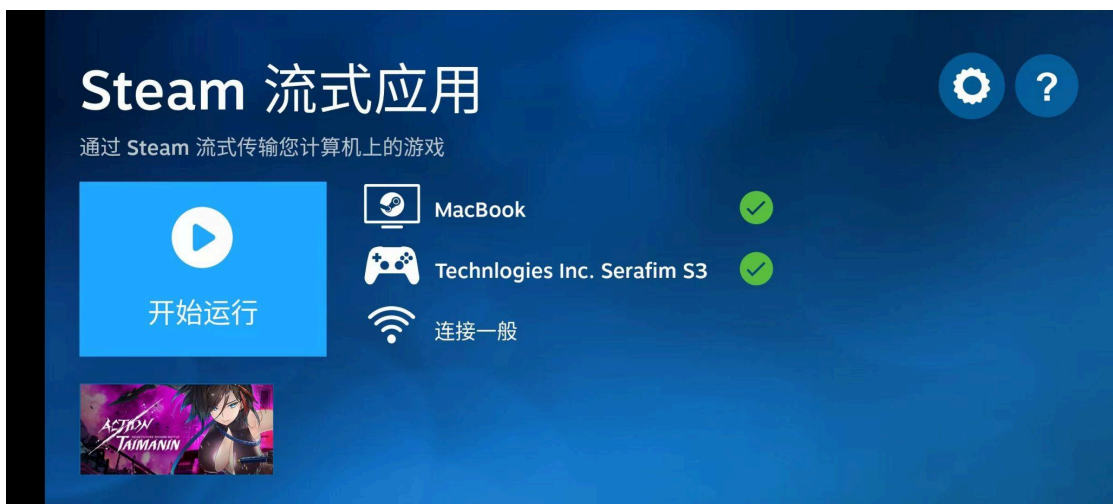 Steam 流式应用
通过 Steam 流式传输您计算机上的游戏
开始运行
MacBook
Technlogies Inc. Serafim S3
连接一般
?
ACTION
TAIMANIN